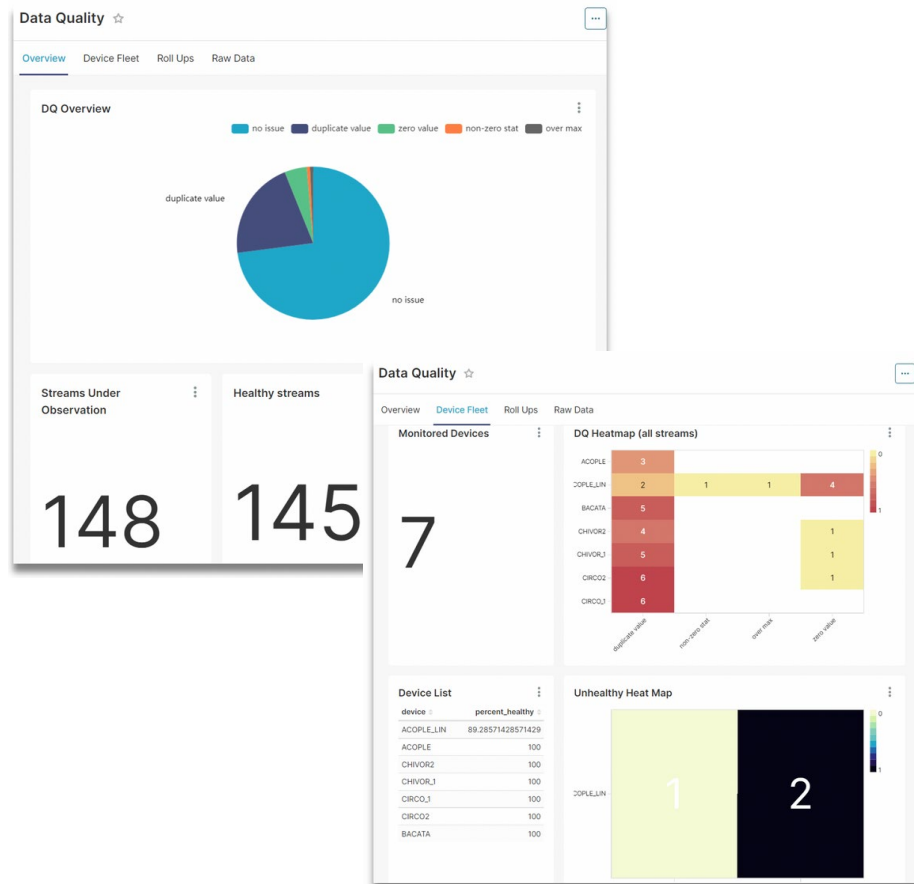 Data Quality
Overview Device Fleet Roll Ups Raw Data
DQ Overview
no issue duplicate value zero value non-zero stat over max
duplicate value
no issue
Streams Under
Observation
148
Healthy streams
145
Data Quality
Overview Device Fleet Roll Ups Raw Data
Monitored Devices
7
DQ Heatmap (all streams)
0
1
ACOPLE 3
COPLE_LIN 2 1 1 4
BACATA 5
CHIVOR2 4 1
CHIVOR_1 5 1
CIRCO2 6 1
CIRCO_1 6
duplicate value non-zero stat over max zero value
Device List
device percent_healthy
ACOPLE_LIN 89.28571428571429
ACOPLE 100
CHIVOR2 100
CHIVOR_1 100
CIRCO_1 100
CIRCO2 100
BACATA 100
Unhealthy Heat Map
0
1
COPLE_LIN 1 2